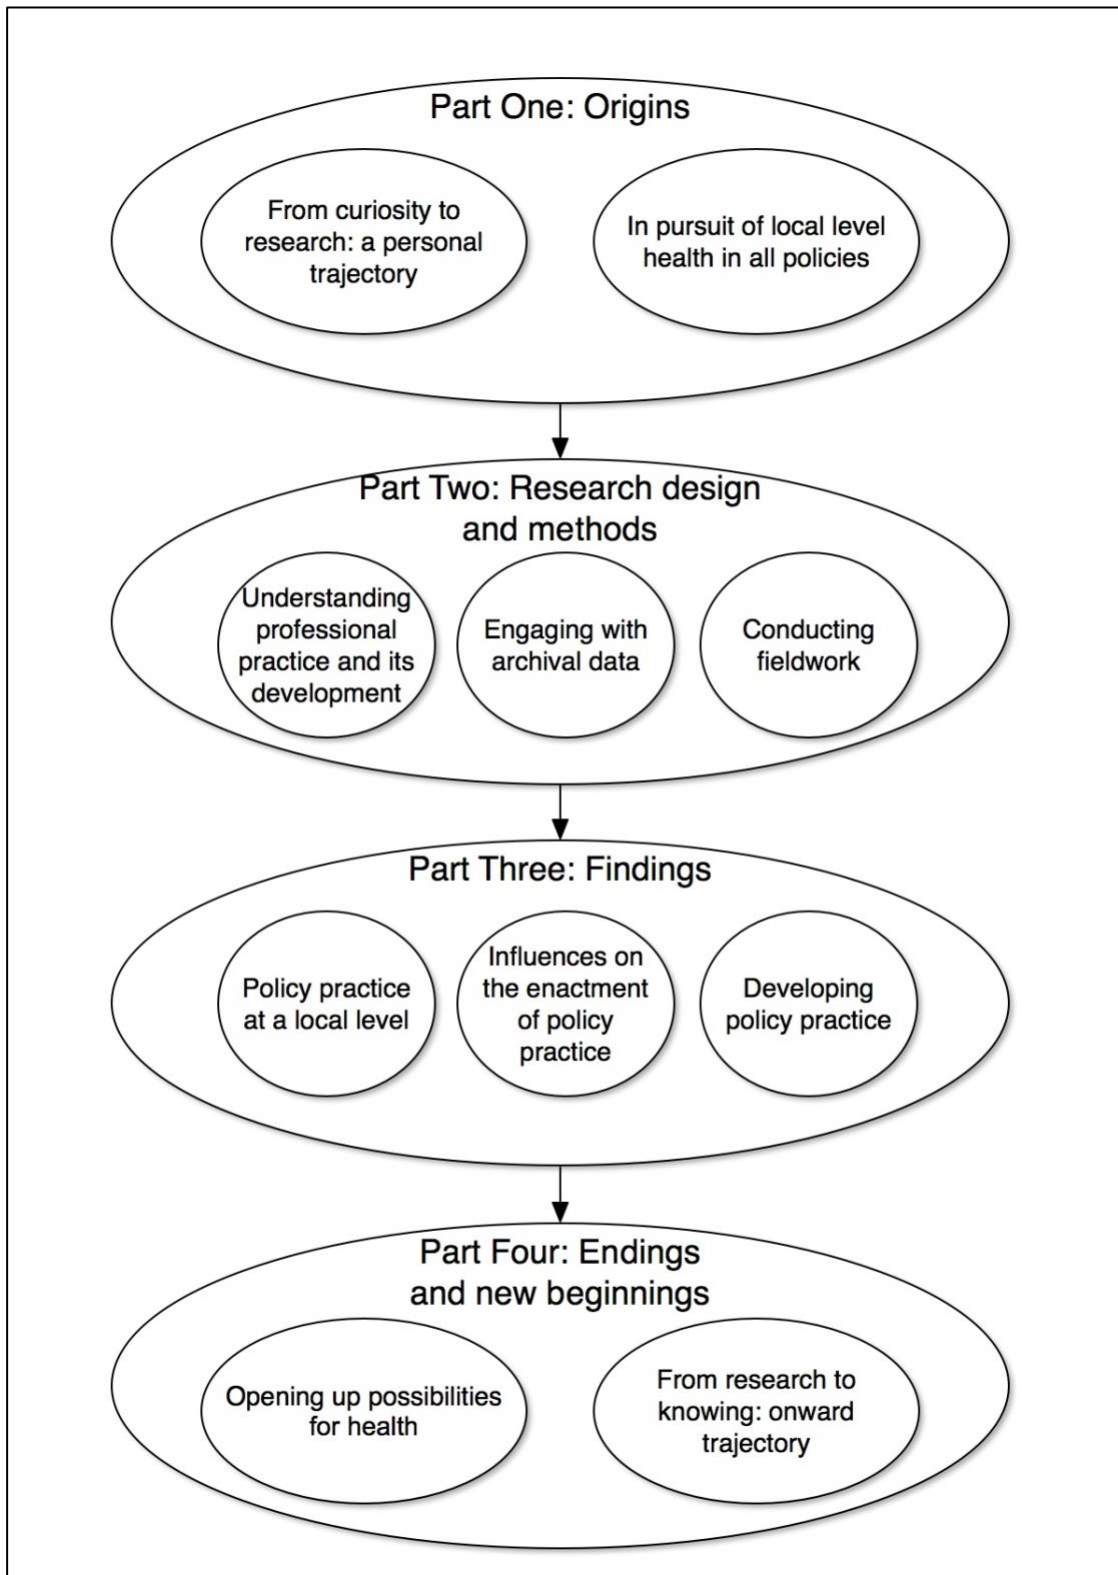 Part One: Origins
From curiosity to
research: a personal
trajectory
In pursuit of local level
health in all policies
Part Two: Research design
and methods
Understanding
professional
practice and its
development
Engaging with
archival data
Conducting
fieldwork
Part Three: Findings
Policy practice
at a local level
Influences on
the enactment
of policy
practice
Developing
policy practice
Part Four: Endings
and new beginnings
Opening up possibilities
for health
From research to
knowing: onward
trajectory